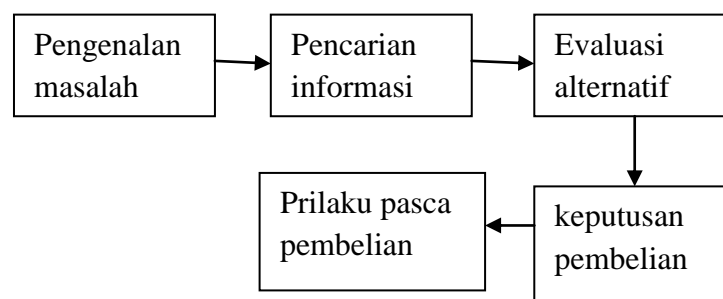 Pengenalan
masalah
Pencarian
informasi
Evaluasi
alternatif
keputusan
pembelian
Prilaku pasca
pembelian